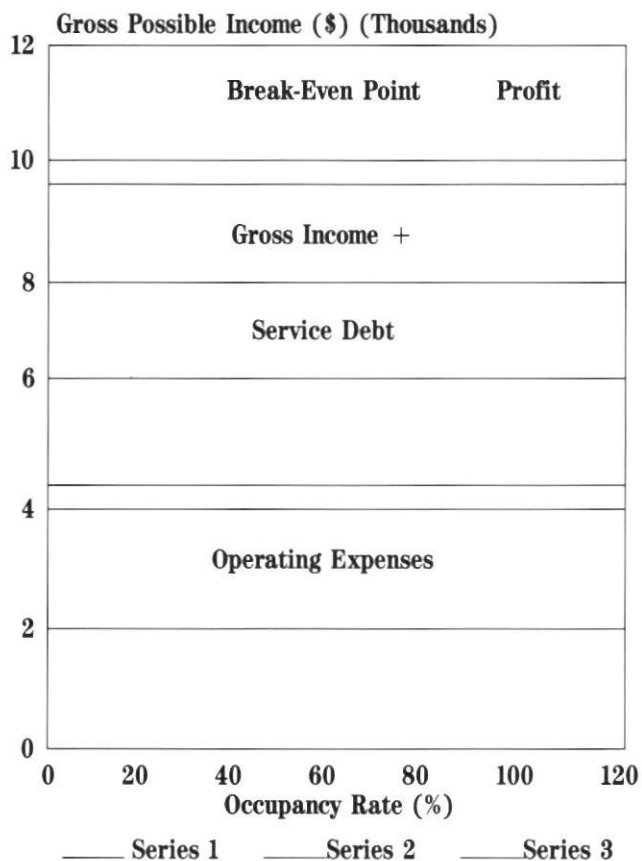 Gross Possible Income ($) (Thousands)
12
Break-Even Point Profit
10
Gross Income +
8
Service Debt
6
4
Operating Expenses
2
0
0 20 40 60 80 100 120
Occupancy Rate (%)
Series 1 Series 2 Series 3